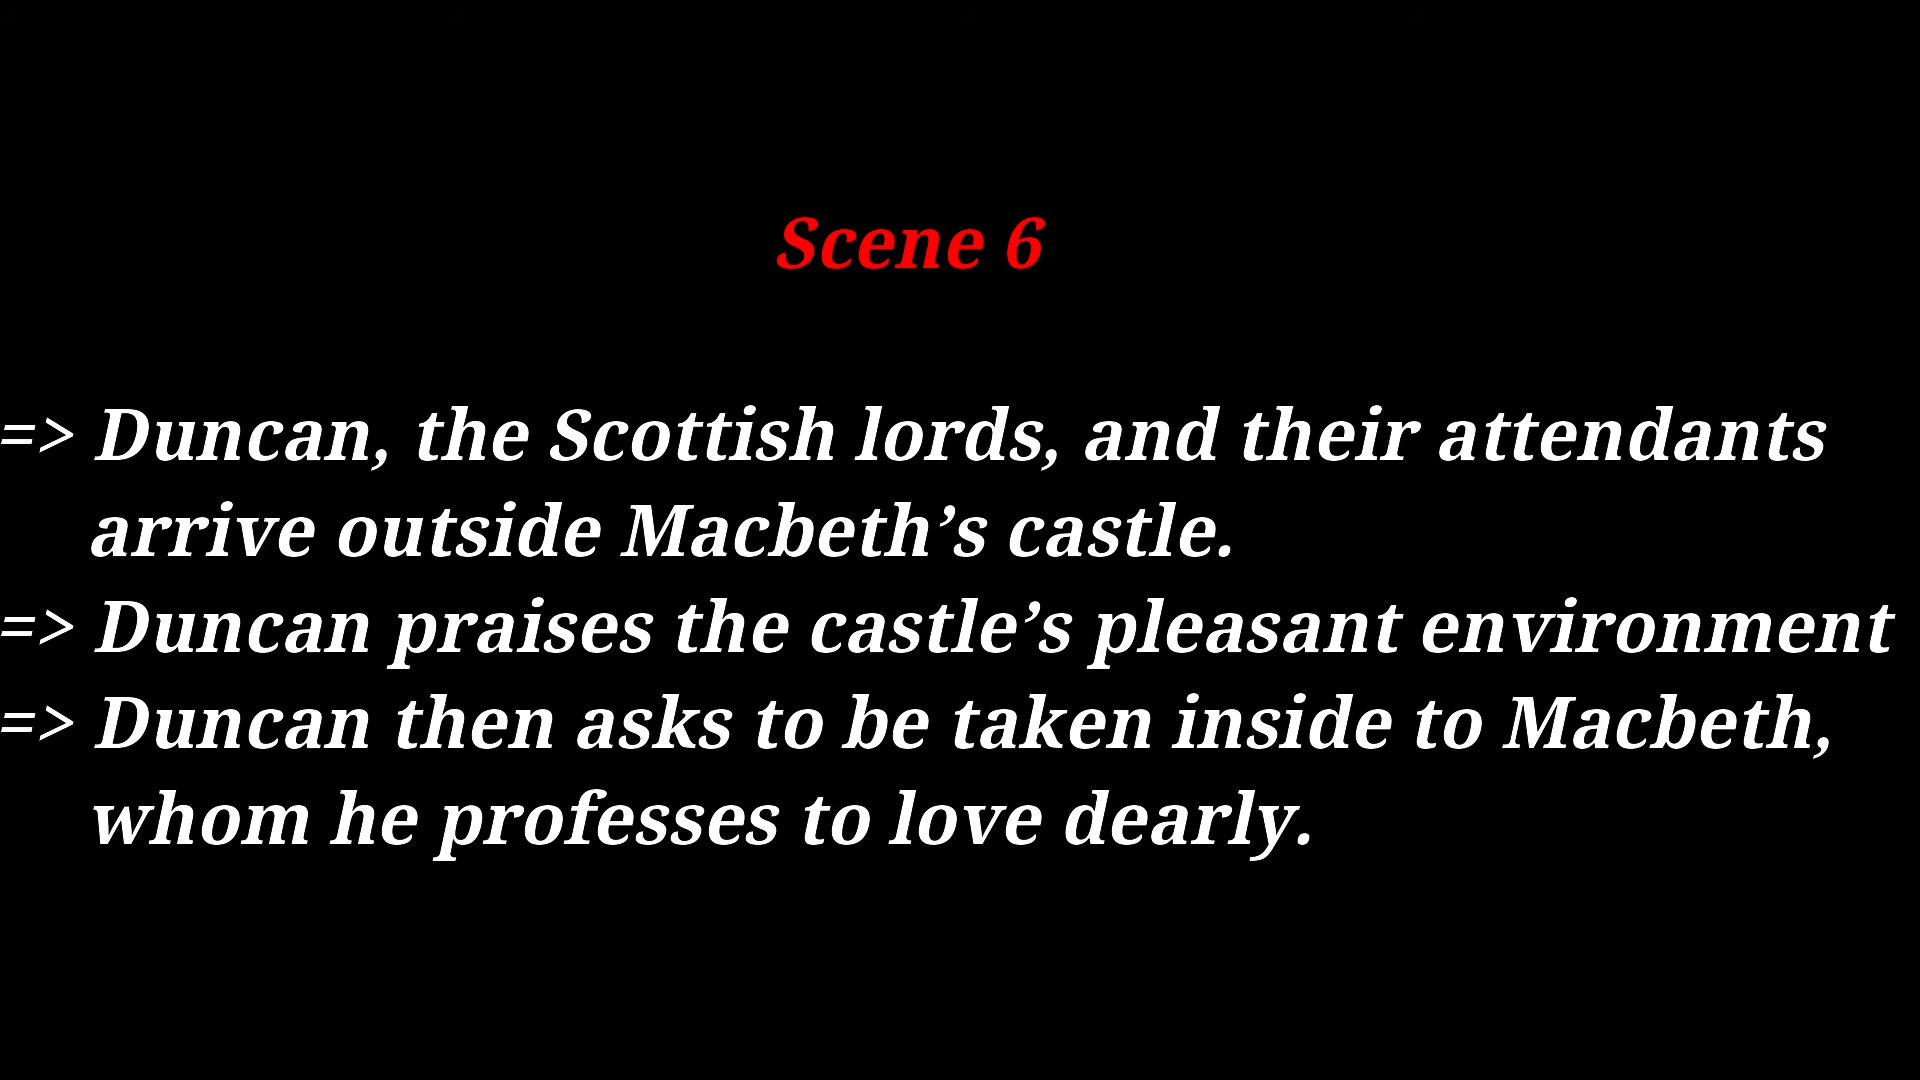 Scene 6
=> Duncan, the Scottish lords, and their attendants
arrive outside Macbeth’s castle.
=> Duncan praises the castle’s pleasant environment
=> Duncan then asks to be taken inside to Macbeth,
whom he professes to love dearly.